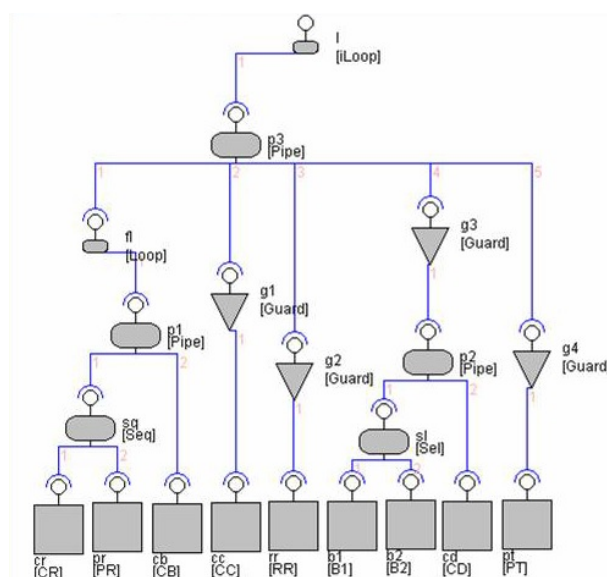 l
[iLoop]
1
p3
[Pipe]
1
2
3
4
5
fl
[Loop]
1
g3
[Guard]
1
g1
[Guard]
1
p1
[Pipe]
1
2
g2
[Guard]
1
p2
[Pipe]
1
2
g4
[Guard]
1
sq
[Seq]
1
2
sl
[Sel]
1
2
cr
[CR]
pr
[PR]
cb
[CB]
cc
[CC]
rr
[RR]
b1
[B1]
b2
[B2]
cd
[CD]
pt
[PT]